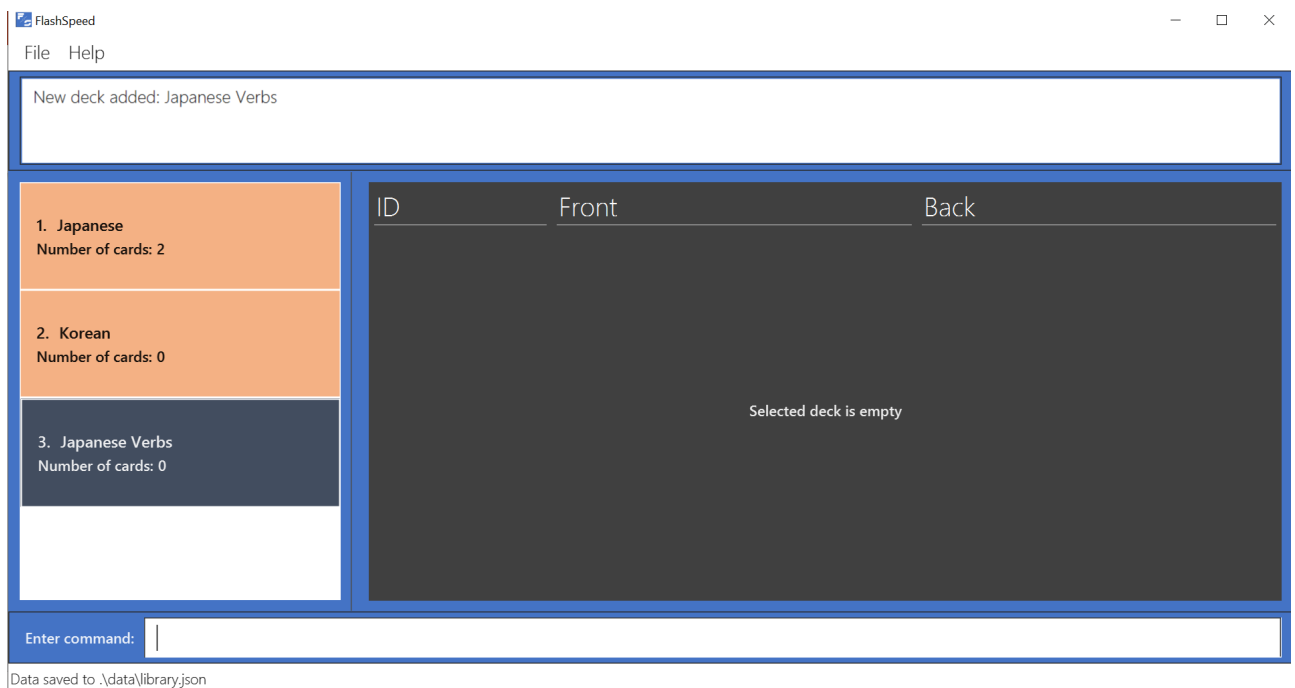 FlashSpeed
File Help
New deck added: Japanese Verbs
1. Japanese
Number of cards: 2
2. Korean
Number of cards: 0
3. Japanese Verbs
Number of cards: 0
ID Front Back
Selected deck is empty
Enter command:
Data saved to .\data\library.json